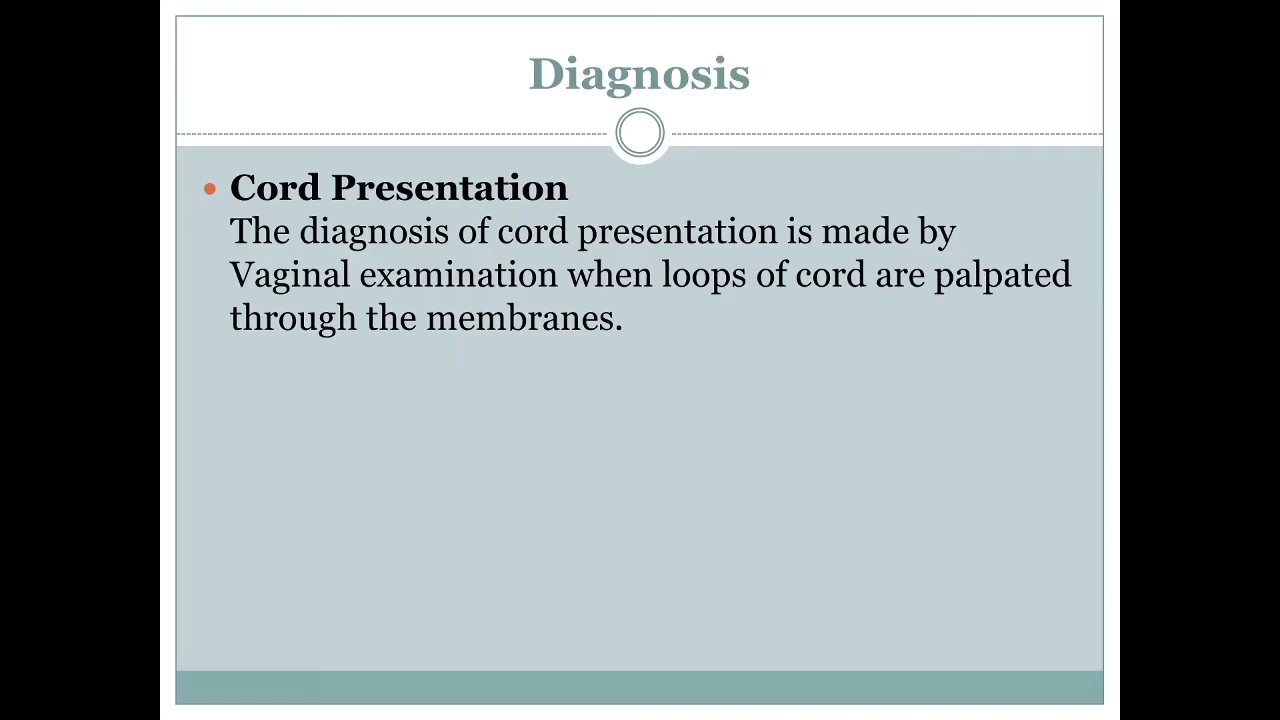 Diagnosis
• Cord Presentation
The diagnosis of cord presentation is made by
Vaginal examination when loops of cord are palpated
through the membranes.